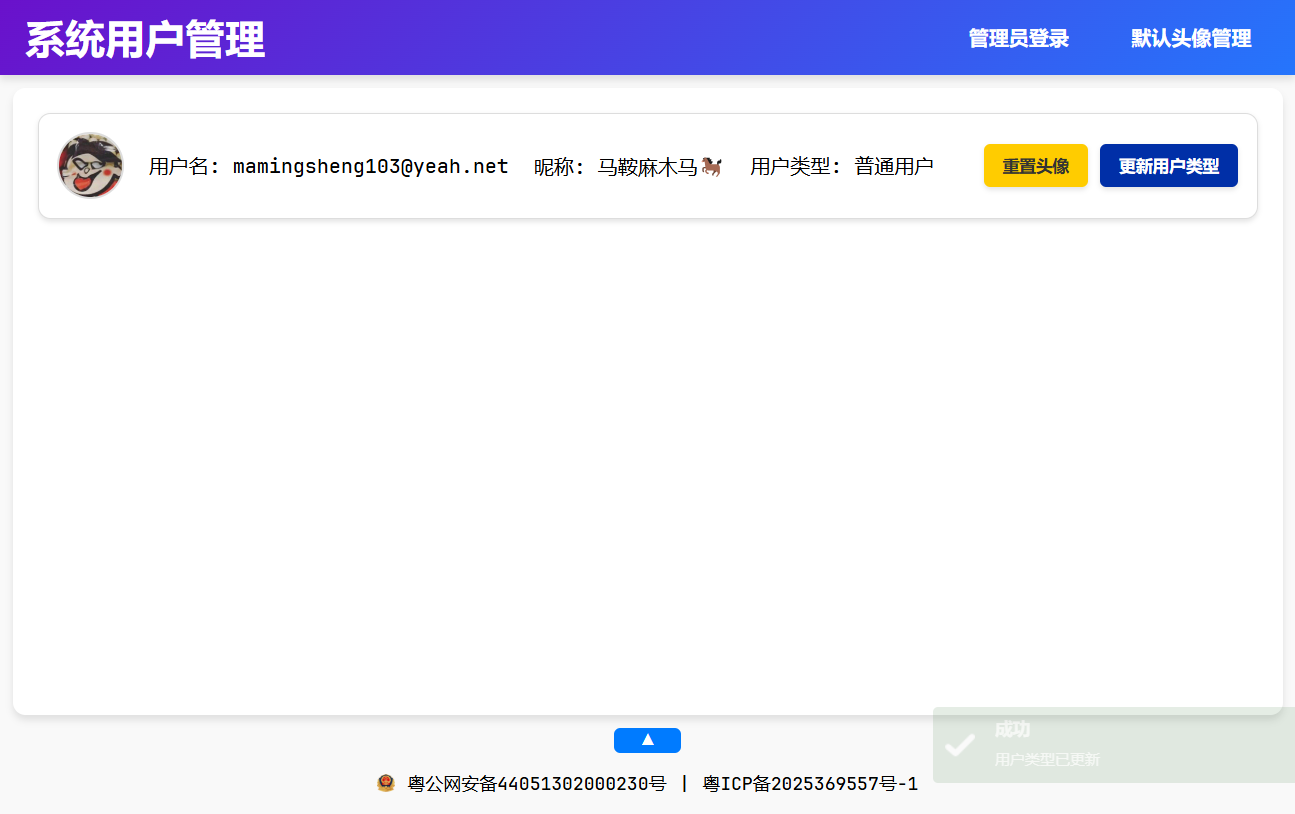 系统用户管理 管理员登录 默认头像管理
用户名: mamingsheng103@yeah.net 昵称: 马鞍麻木马🐎 用户类型: 普通用户 重置头像 更新用户类型
▲
成功
用户类型已更新
粤公网安备44051302000230号 | 粤ICP备2025369557号-1